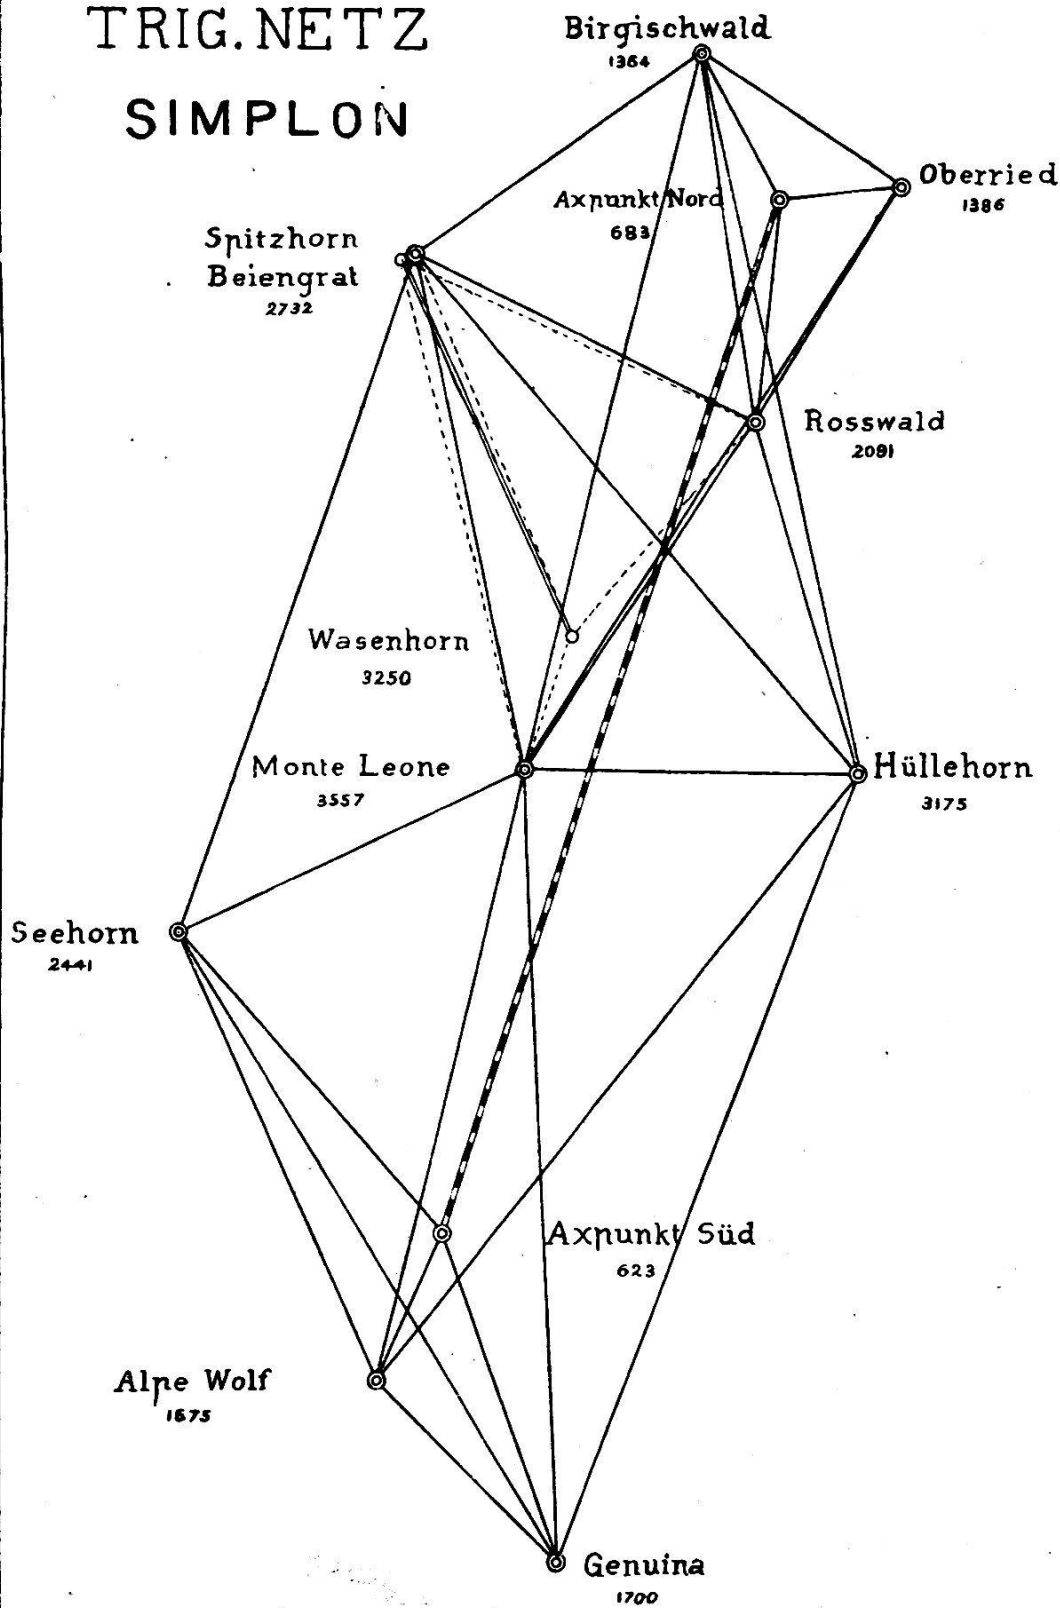 TRIG. NETZ
SIMPLON
Birgischwald
1364
Oberried
1386
Axpunkt Nord
683
Spitzhorn
Beiengrat
2732
Rosswald
2091
Wasenhorn
3250
Monte Leone
3557
Hüllehorn
3175
Seehorn
2441
Axpunkt Süd
623
Alpe Wolf
1675
Genuina
1700